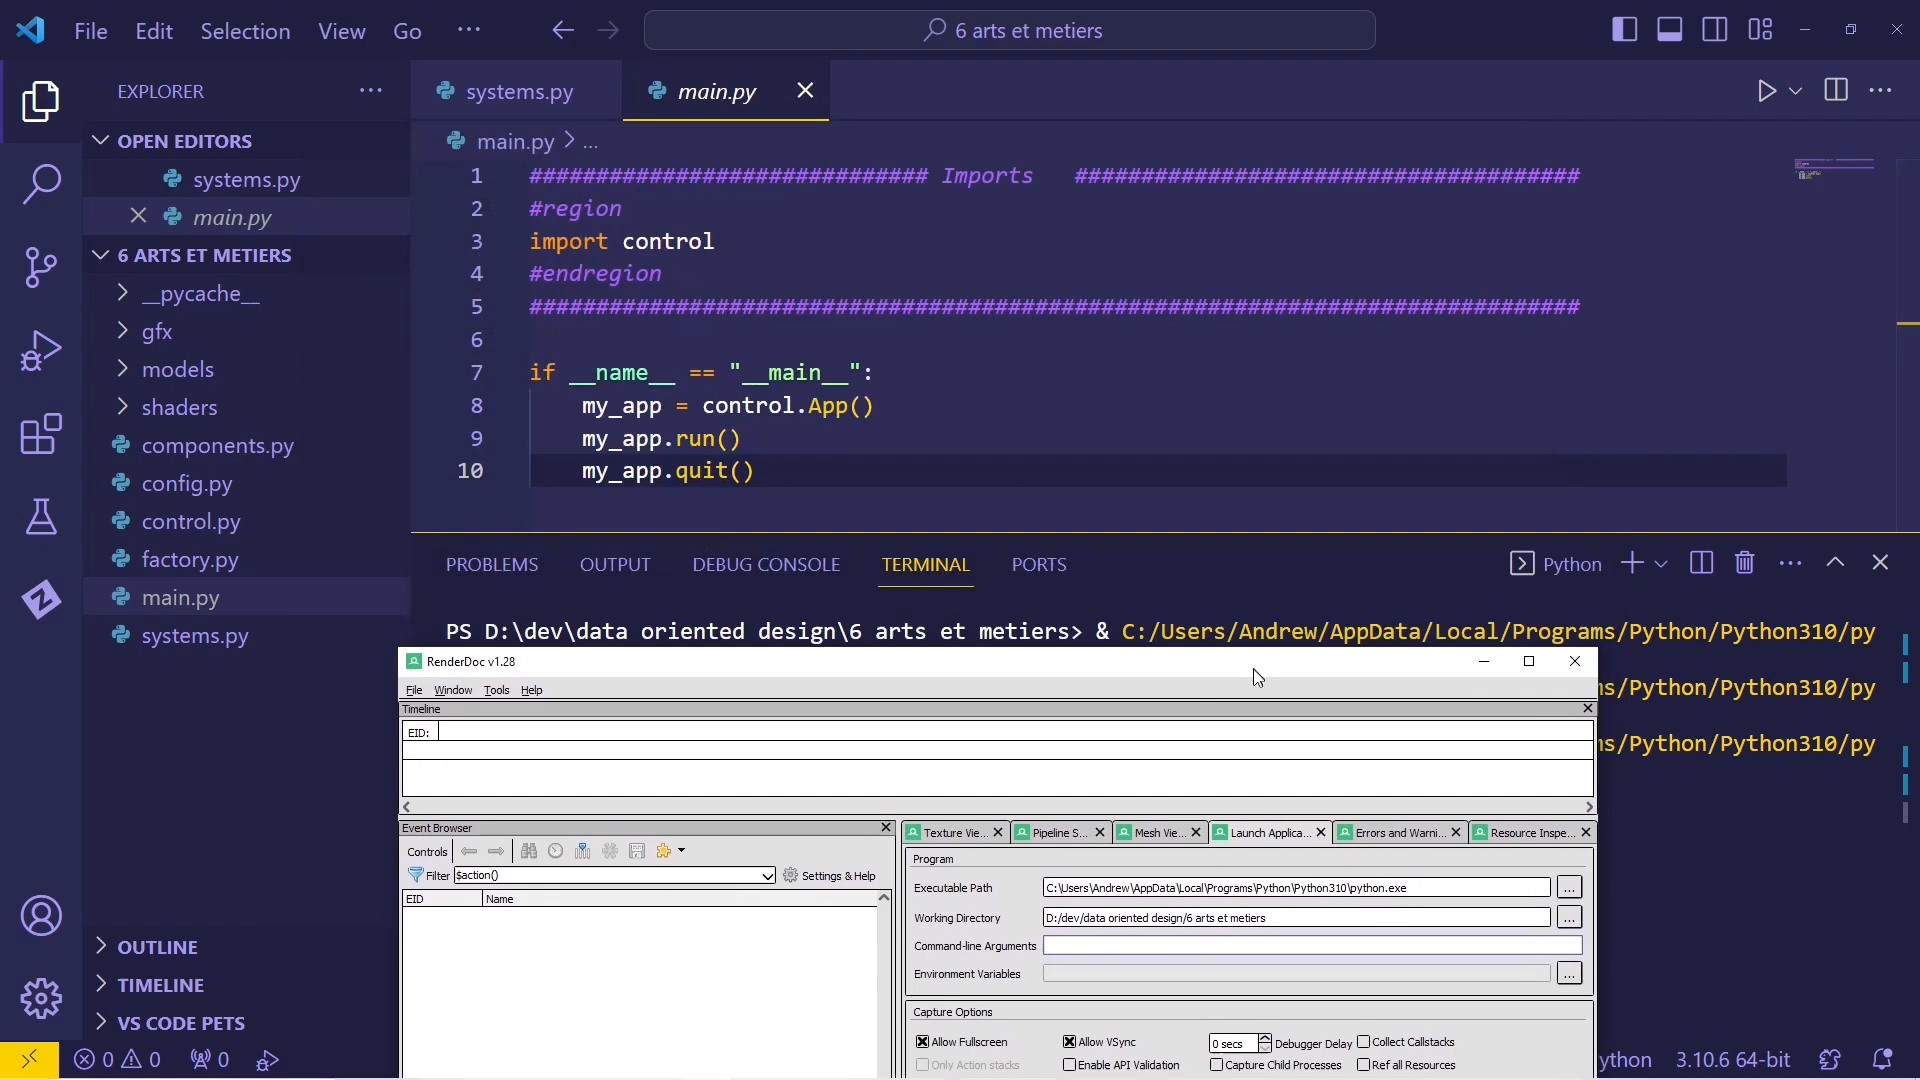 File Edit Selection View Go ...
6 arts et metiers
EXPLORER
OPEN EDITORS
systems.py
main.py
6 ARTS ET METIERS
__pycache__
gfx
models
shaders
components.py
config.py
control.py
factory.py
main.py
systems.py
OUTLINE
TIMELINE
VS CODE PETS
systems.py main.py
main.py > ...
1 ############################## Imports ######################################
2 #region
3 import control
4 #endregion
5 ###############################################################################
6
7 if __name__ == "__main__":
8 my_app = control.App()
9 my_app.run()
10 my_app.quit()
PROBLEMS OUTPUT DEBUG CONSOLE TERMINAL PORTS
Python
PS D:\dev\data oriented design\6 arts et metiers> & C:/Users/Andrew/AppData/Local/Programs/Python/Python310/py
s/Python/Python310/py
s/Python/Python310/py
RenderDoc v1.28
File Window Tools Help
Timeline
EID:
Event Browser
Controls
Filter $action() Settings & Help
EID Name
Texture Vie... Pipeline S... Mesh Vie... Launch Applica... Errors and Warni... Resource Inspe...
Program
Executable Path C:\Users\Andrew\AppData\Local\Programs\Python\Python310\python.exe ...
Working Directory D:/dev/data oriented design/6 arts et metiers ...
Command-line Arguments
Environment Variables ...
Capture Options
Allow Fullscreen Allow VSync 0 secs Debugger Delay Collect Callstacks
Only Action stacks Enable API Validation Capture Child Processes Ref all Resources
0 0 0
ython 3.10.6 64-bit